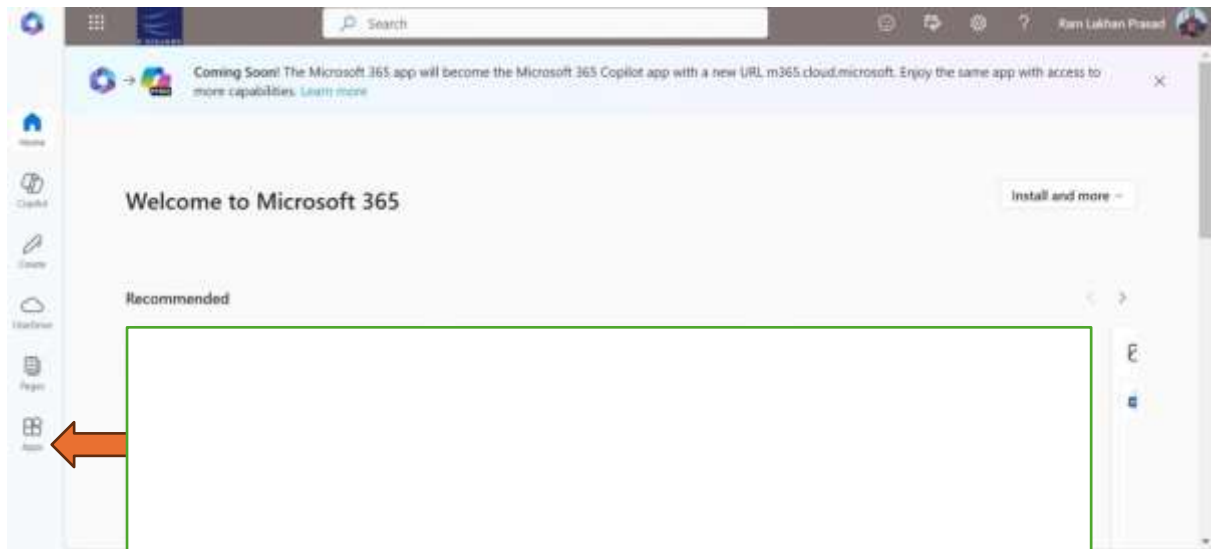 Search
Ram Lakhan Prasad
Coming Soon! The Microsoft 365 app will become the Microsoft 365 Copilot app with a new URL m365.cloud.microsoft. Enjoy the same app with access to
more capabilities. Learn more
Home
Copilot
Create
OneDrive
Pages
Apps
Welcome to Microsoft 365
Install and more
Recommended